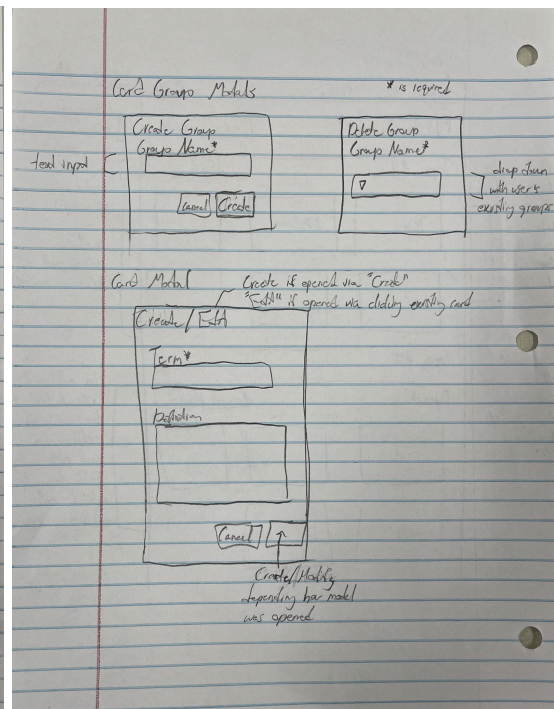 Card Group Modals
* is required
Create Group
Group Name*
text input
Cancel Create
Delete Group
Group Name*
drop down
with user's
existing groups
Card Modal
Create if opened via "Create"
"Edit" if opened via clicking existing card
Create/ Edit
Term*
Definition
Cancel
Create/Modify
depending how modal
was opened